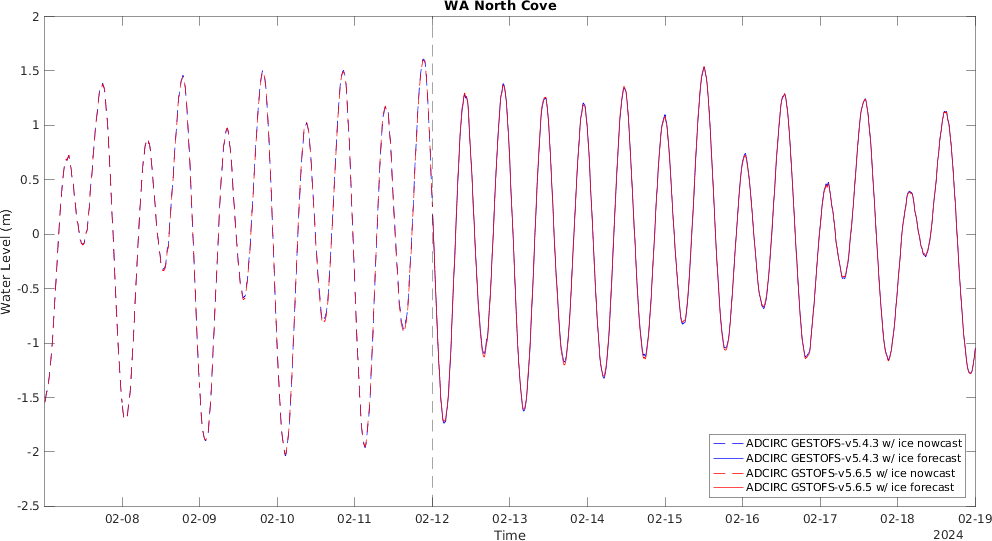 WA North Cove
2
1.5
1
0.5
0
-0.5
-1
-1.5
-2
-2.5
Water Level (m)
ADCIRC GESTOFS-v5.4.3 w/ ice nowcast
ADCIRC GESTOFS-v5.4.3 w/ ice forecast
ADCIRC GSTOFS-v5.6.5 w/ ice nowcast
ADCIRC GSTOFS-v5.6.5 w/ ice forecast
02-08 02-09 02-10 02-11 02-12 02-13 02-14 02-15 02-16 02-17 02-18 02-19
Time
2024